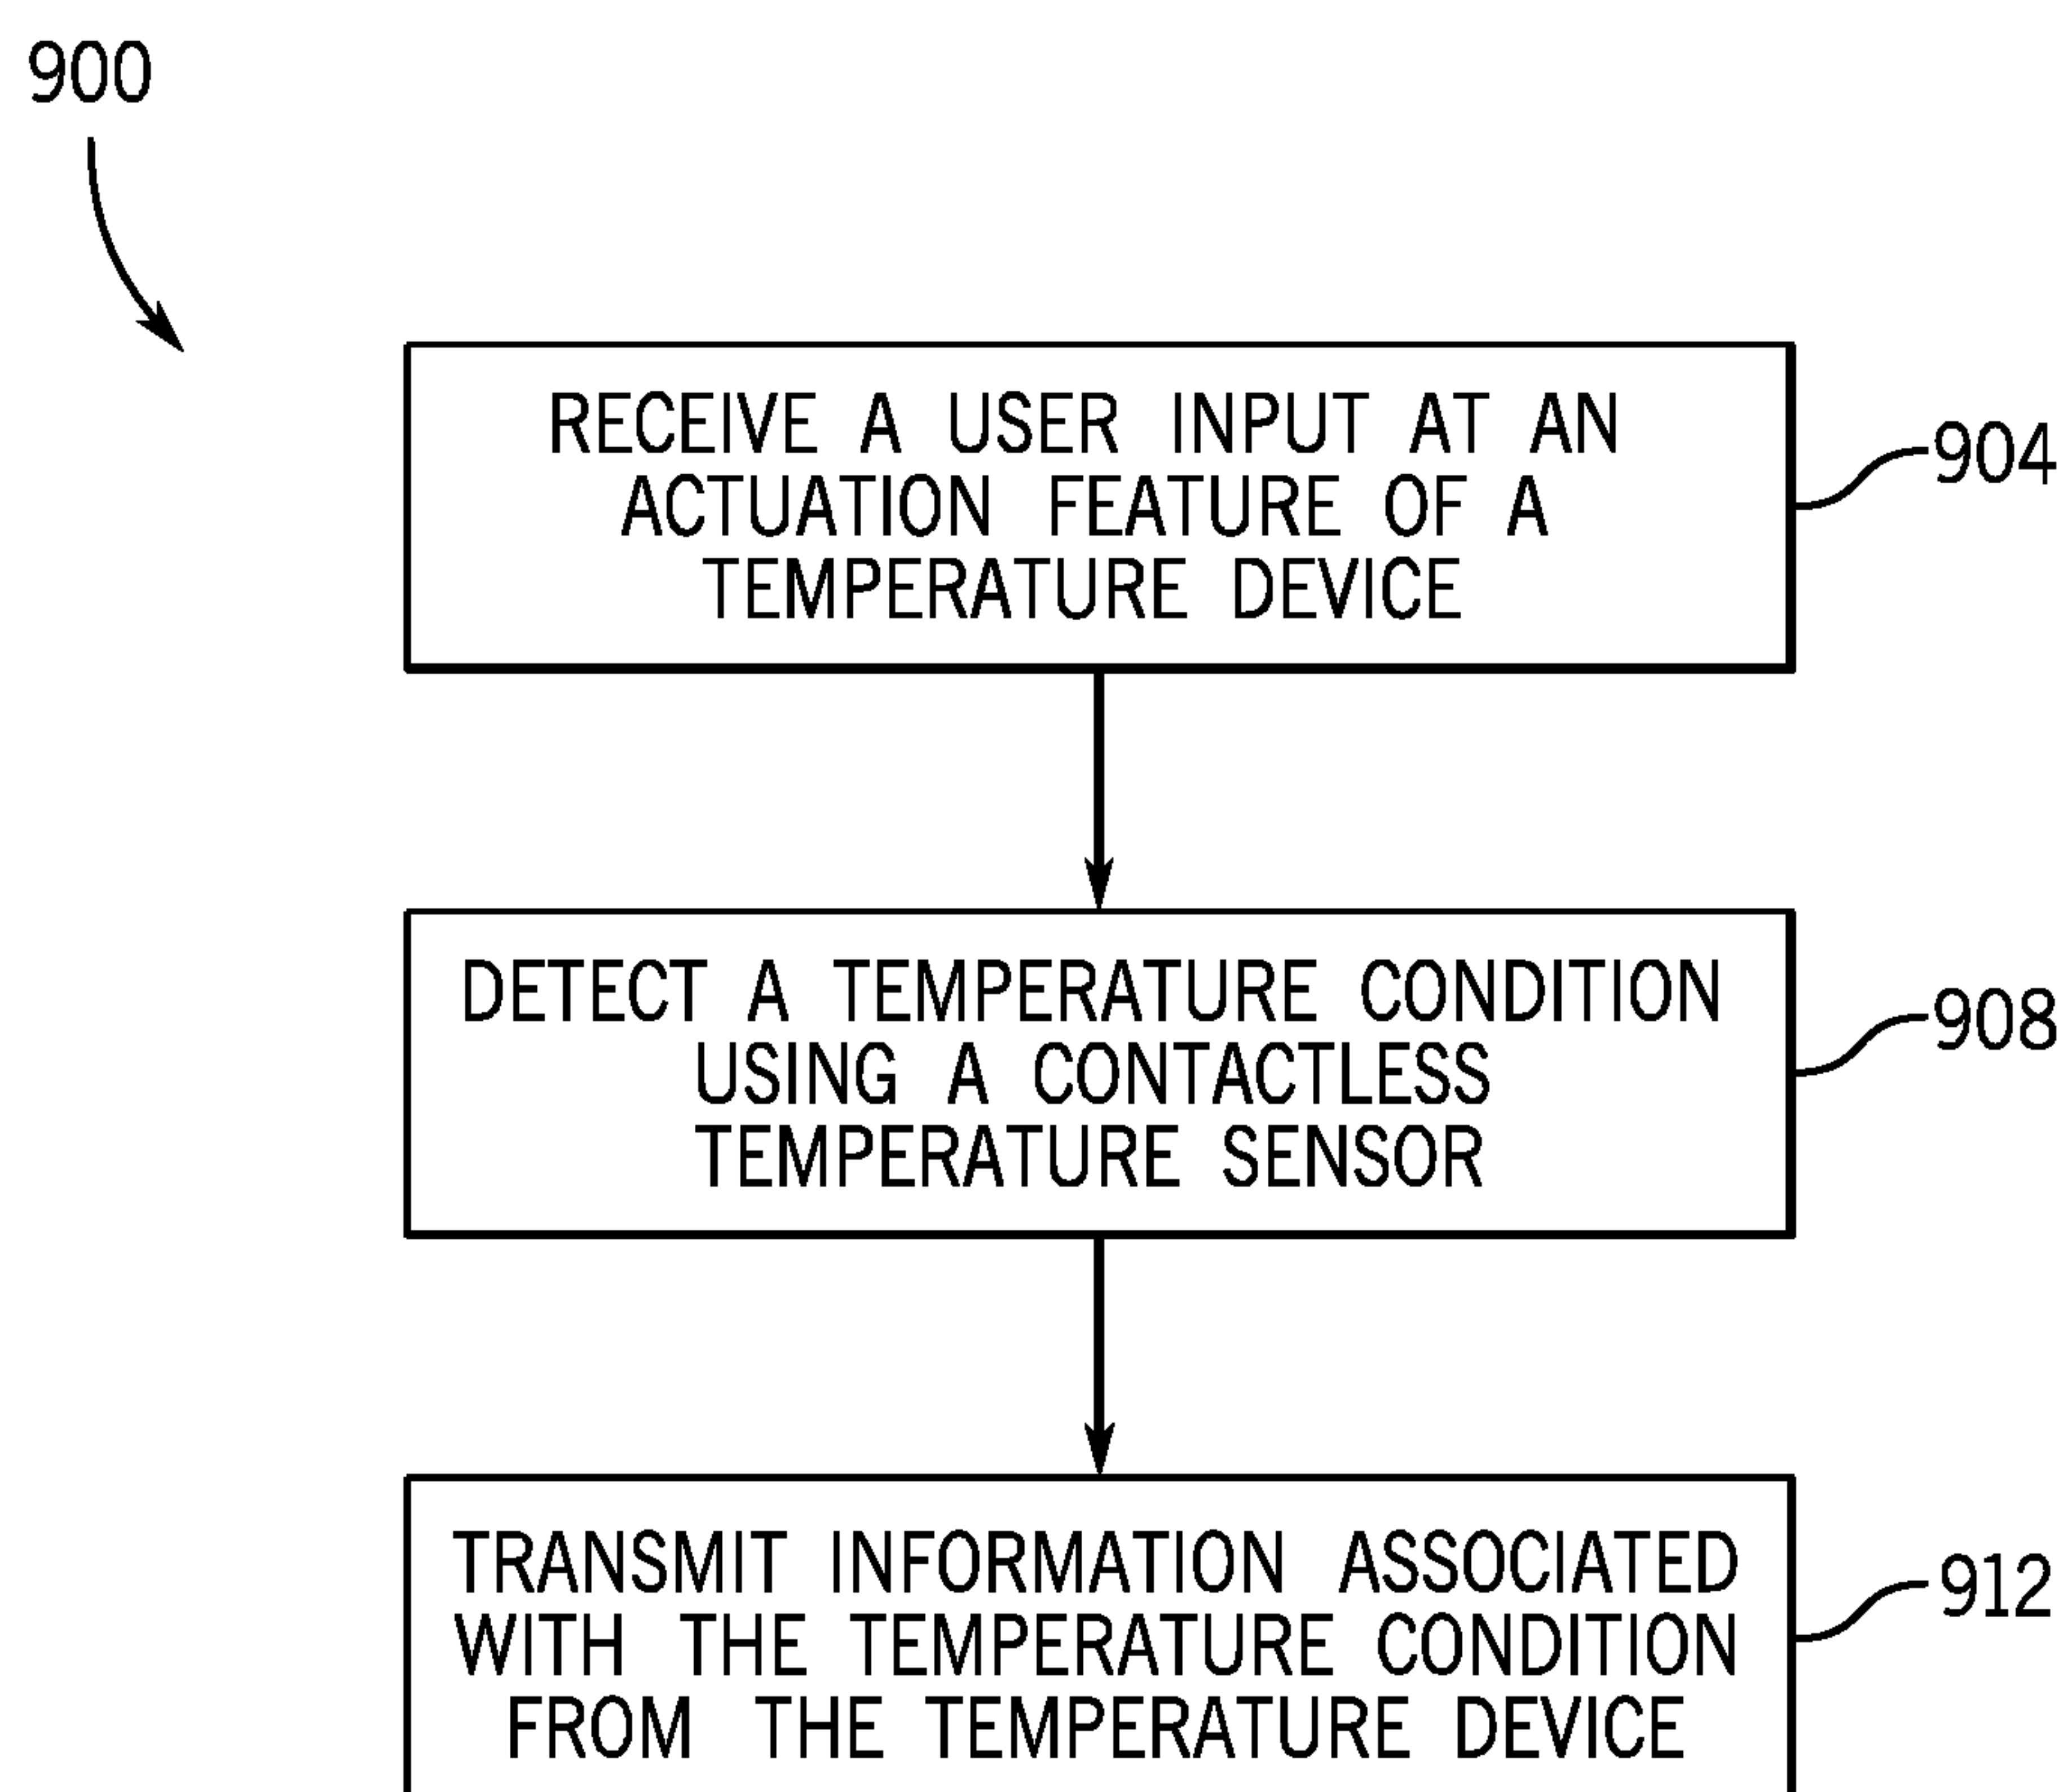 900
RECEIVE A USER INPUT AT AN
ACTUATION FEATURE OF A
TEMPERATURE DEVICE
904
DETECT A TEMPERATURE CONDITION
USING A CONTACTLESS
TEMPERATURE SENSOR
908
TRANSMIT INFORMATION ASSOCIATED
WITH THE TEMPERATURE CONDITION
FROM THE TEMPERATURE DEVICE
912